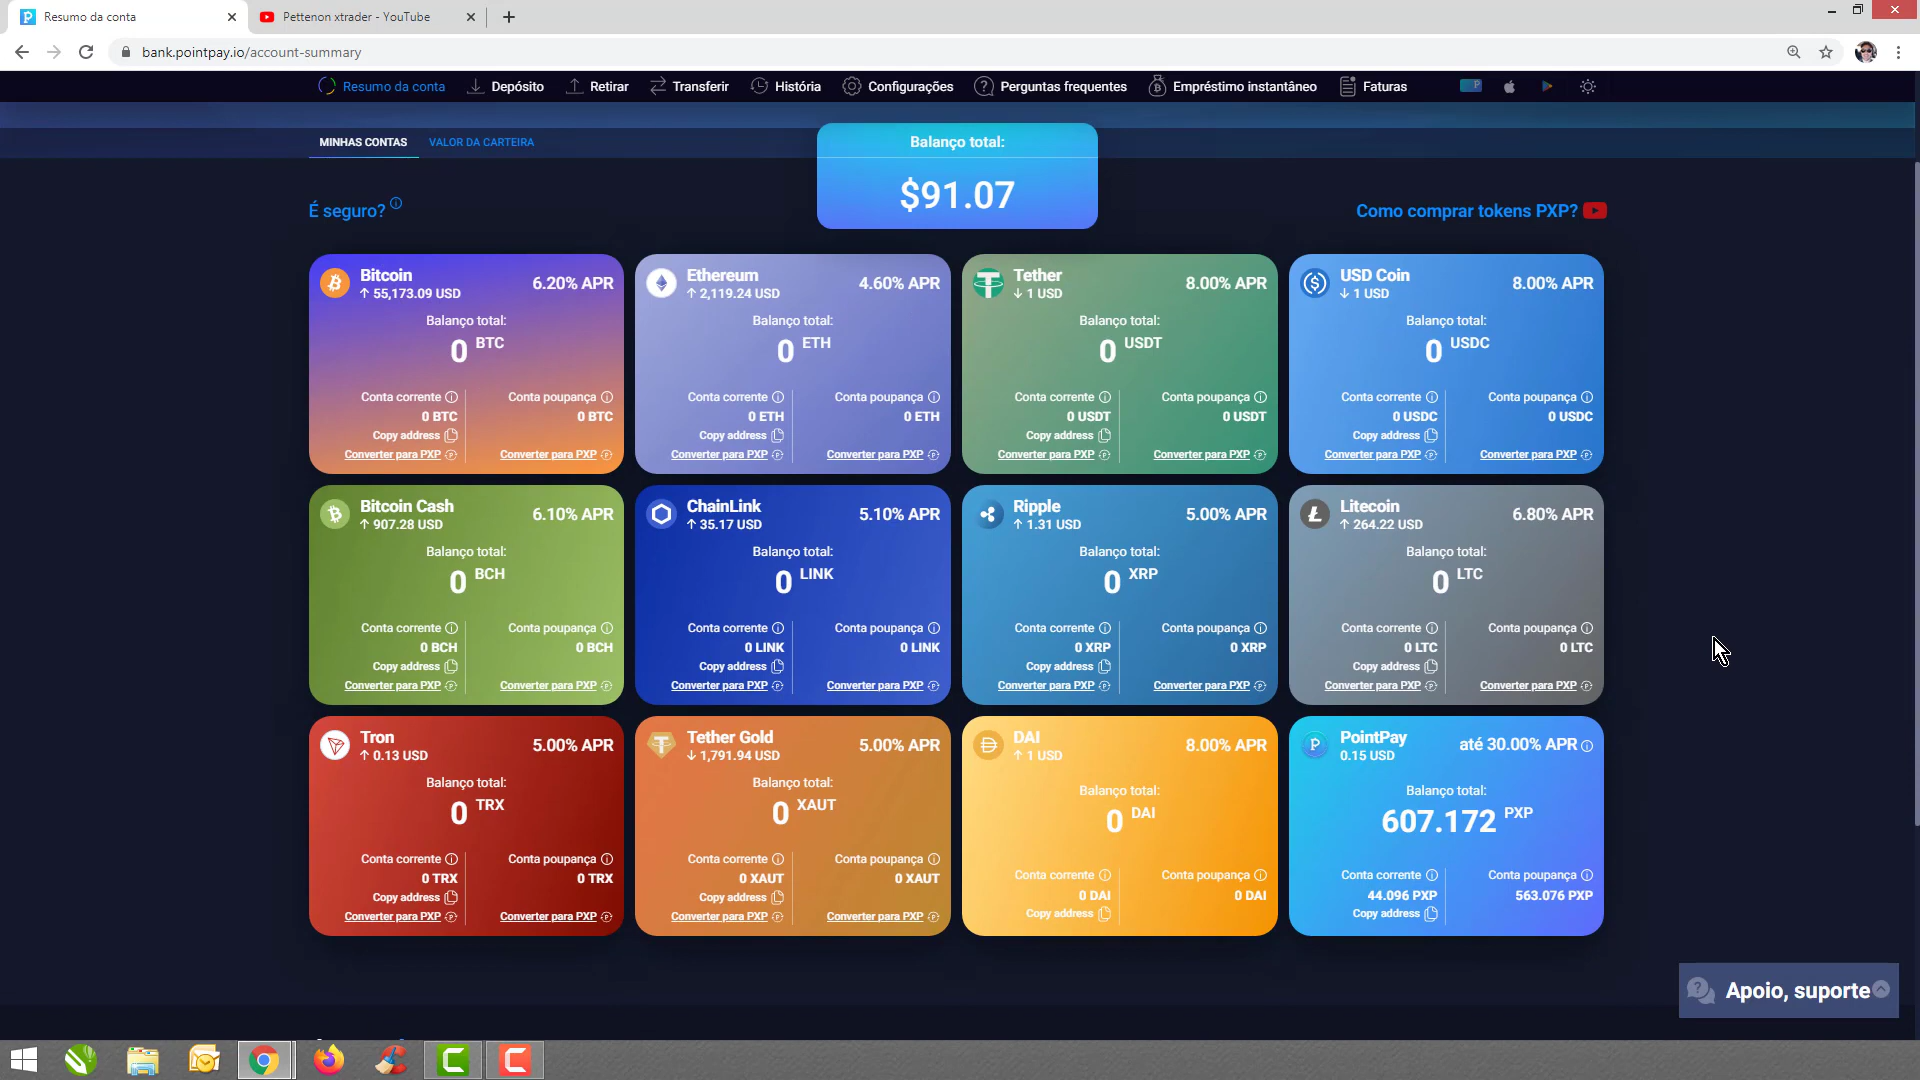 Resumo da conta
Pettenon xtrader - YouTube
bank.pointpay.io/account-summary
Resumo da conta Depósito Retirar Transferir História Configurações Perguntas frequentes Empréstimo instantâneo Faturas
MINHAS CONTAS VALOR DA CARTEIRA
Balanço total:
$91.07
É seguro?
Como comprar tokens PXP?
Bitcoin
↑ 55,173.09 USD
6.20% APR
Balanço total:
0 BTC
Conta corrente
0 BTC
Copy address
Converter para PXP
Conta poupança
0 BTC
Converter para PXP
Ethereum
↑ 2,119.24 USD
4.60% APR
Balanço total:
0 ETH
Conta corrente
0 ETH
Copy address
Converter para PXP
Conta poupança
0 ETH
Converter para PXP
Tether
↓ 1 USD
8.00% APR
Balanço total:
0 USDT
Conta corrente
0 USDT
Copy address
Converter para PXP
Conta poupança
0 USDT
Converter para PXP
USD Coin
↓ 1 USD
8.00% APR
Balanço total:
0 USDC
Conta corrente
0 USDC
Copy address
Converter para PXP
Conta poupança
0 USDC
Converter para PXP
Bitcoin Cash
↑ 907.28 USD
6.10% APR
Balanço total:
0 BCH
Conta corrente
0 BCH
Copy address
Converter para PXP
Conta poupança
0 BCH
Converter para PXP
ChainLink
↑ 35.17 USD
5.10% APR
Balanço total:
0 LINK
Conta corrente
0 LINK
Copy address
Converter para PXP
Conta poupança
0 LINK
Converter para PXP
Ripple
↑ 1.31 USD
5.00% APR
Balanço total:
0 XRP
Conta corrente
0 XRP
Copy address
Converter para PXP
Conta poupança
0 XRP
Converter para PXP
Litecoin
↑ 264.22 USD
6.80% APR
Balanço total:
0 LTC
Conta corrente
0 LTC
Copy address
Converter para PXP
Conta poupança
0 LTC
Converter para PXP
Tron
↑ 0.13 USD
5.00% APR
Balanço total:
0 TRX
Conta corrente
0 TRX
Copy address
Converter para PXP
Conta poupança
0 TRX
Converter para PXP
Tether Gold
↓ 1,791.94 USD
5.00% APR
Balanço total:
0 XAUT
Conta corrente
0 XAUT
Copy address
Converter para PXP
Conta poupança
0 XAUT
Converter para PXP
DAI
↑ 1 USD
8.00% APR
Balanço total:
0 DAI
Conta corrente
0 DAI
Copy address
Conta poupança
0 DAI
PointPay
0.15 USD
até 30.00% APR
Balanço total:
607.172 PXP
Conta corrente
44.096 PXP
Copy address
Conta poupança
563.076 PXP
Apoio, suporte